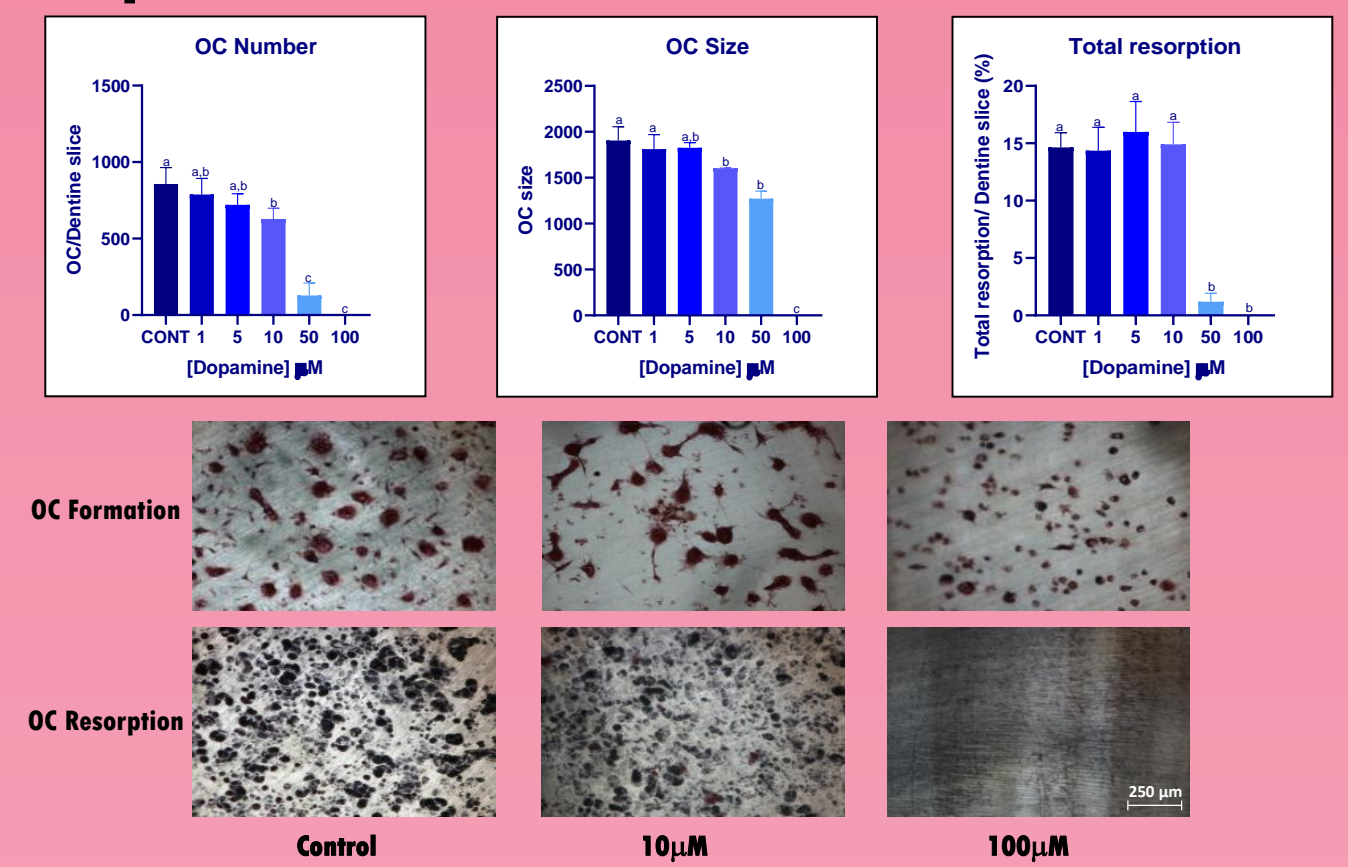 OC Number
OC/Dentine slice
1500
1000
500
0
a
a,b
a,b
b
c
c
CONT 1 5 10 50 100
[Dopamine] μM
OC Size
OC size
2500
2000
1500
1000
500
0
a
a
a,b
b
b
c
CONT 1 5 10 50 100
[Dopamine] μM
Total resorption
Total resorption/ Dentine slice (%)
20
15
10
5
0
a
a
a
a
b
b
CONT 1 5 10 50 100
[Dopamine] μM
OC Formation
OC Resorption
250 μm
Control 10μM 100μM